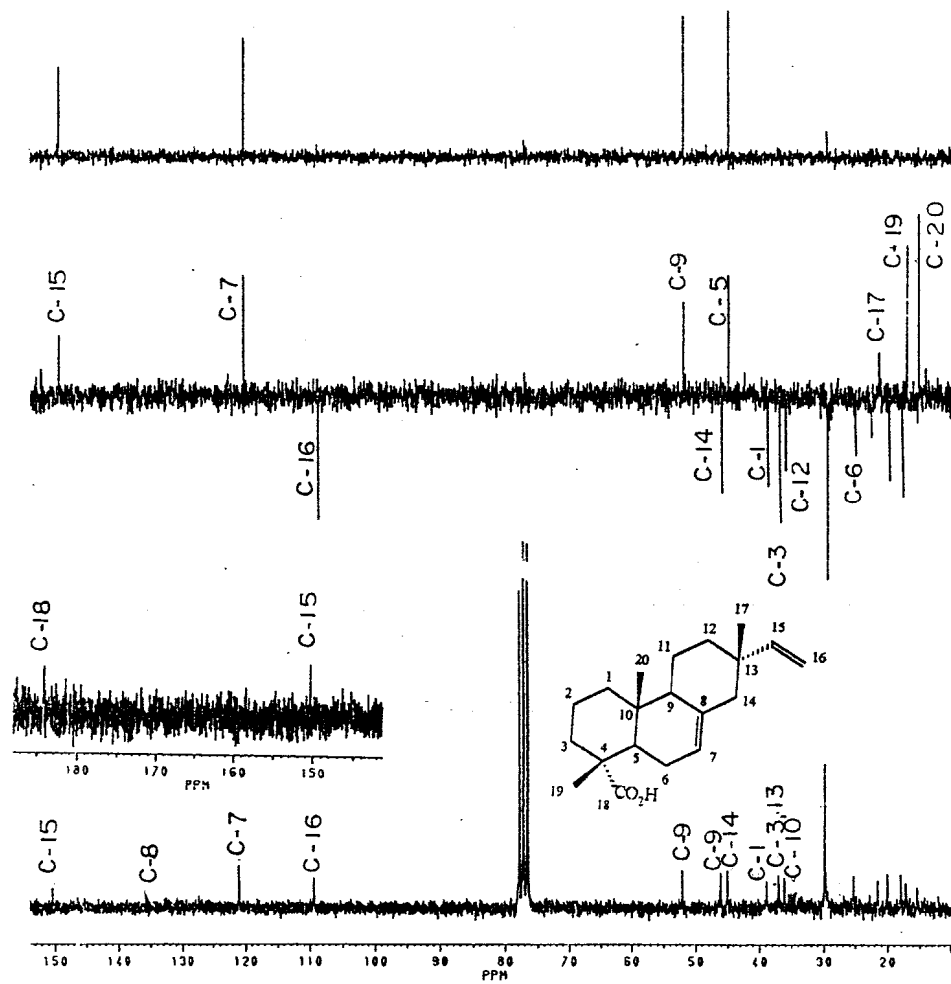 C-15
C-7
C-16
C-9
C-14
C-5
C-1
C-3
C-12
C-6
C-17
C-19
C-20
C-18
C-15
180 170 160 150
PPM
17
12
15
11
16
20
13
1
14
2
9
8
10
3
4
5
7
6
19
18
CO2H
C-15
C-8
C-7
C-16
C-9
C-9
C-14
C-1
C-3,13
C-10
150 140 130 120 110 100 90 80 70 60 50 40 30 20
PPM